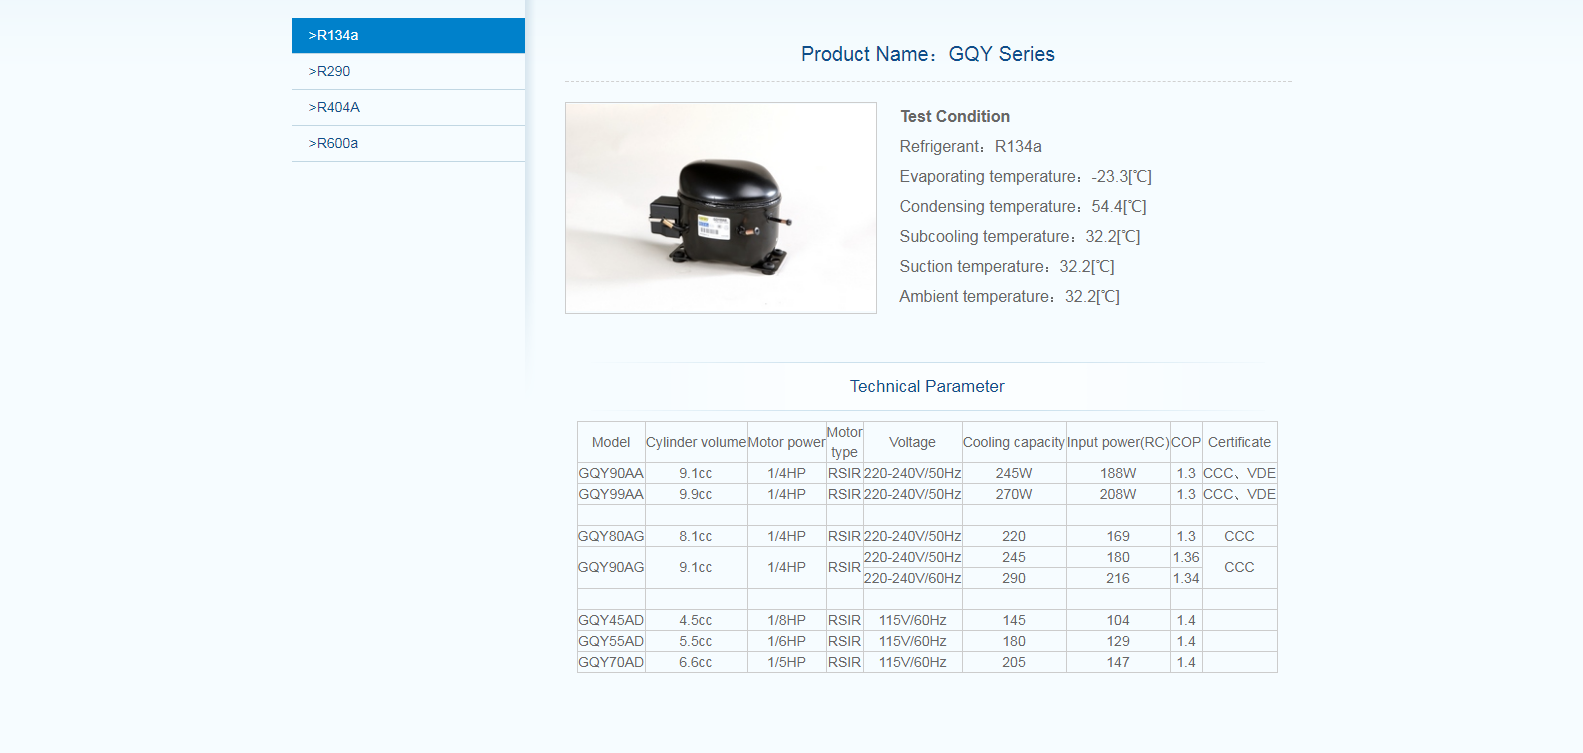 >R134a
>R290
>R404A
>R600a
Product Name：GQY Series
Test Condition
Refrigerant：R134a
Evaporating temperature：-23.3[℃]
Condensing temperature：54.4[℃]
Subcooling temperature：32.2[℃]
Suction temperature：32.2[℃]
Ambient temperature：32.2[℃]
Technical Parameter
Model Cylinder volume Motor power Motor type Voltage Cooling capacity Input power(RC) COP Certificate
GQY90AA 9.1cc 1/4HP RSIR 220-240V/50Hz 245W 188W 1.3 CCC、VDE
GQY99AA 9.9cc 1/4HP RSIR 220-240V/50Hz 270W 208W 1.3 CCC、VDE
GQY80AG 8.1cc 1/4HP RSIR 220-240V/50Hz 220 169 1.3 CCC
GQY90AG 9.1cc 1/4HP RSIR 220-240V/50Hz 245 180 1.36 CCC
220-240V/60Hz 290 216 1.34
GQY45AD 4.5cc 1/8HP RSIR 115V/60Hz 145 104 1.4
GQY55AD 5.5cc 1/6HP RSIR 115V/60Hz 180 129 1.4
GQY70AD 6.6cc 1/5HP RSIR 115V/60Hz 205 147 1.4